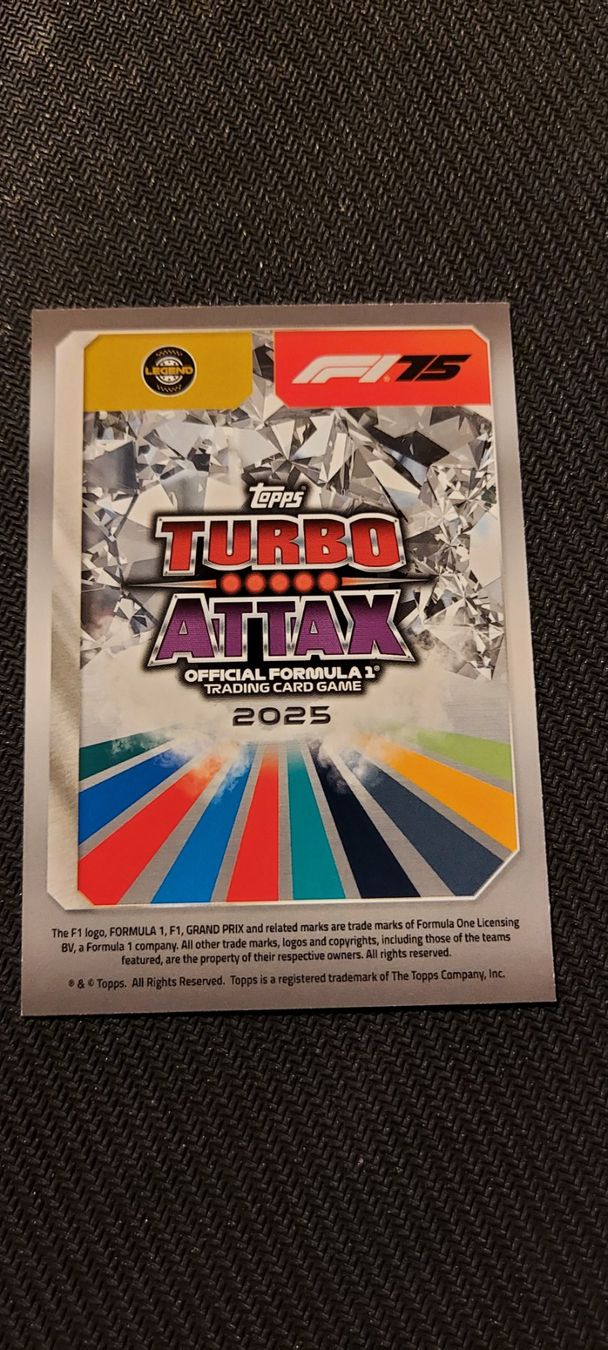 LEGEND
F1® 75
Topps
TURBO
ATTAX
OFFICIAL FORMULA 1®
TRADING CARD GAME
2025
The F1 logo, FORMULA 1, F1, GRAND PRIX and related marks are trade marks of Formula One Licensing
BV, a Formula 1 company. All other trade marks, logos and copyrights, including those of the teams
featured, are the property of their respective owners. All rights reserved.
® & © Topps. All Rights Reserved. Topps is a registered trademark of The Topps Company, Inc.